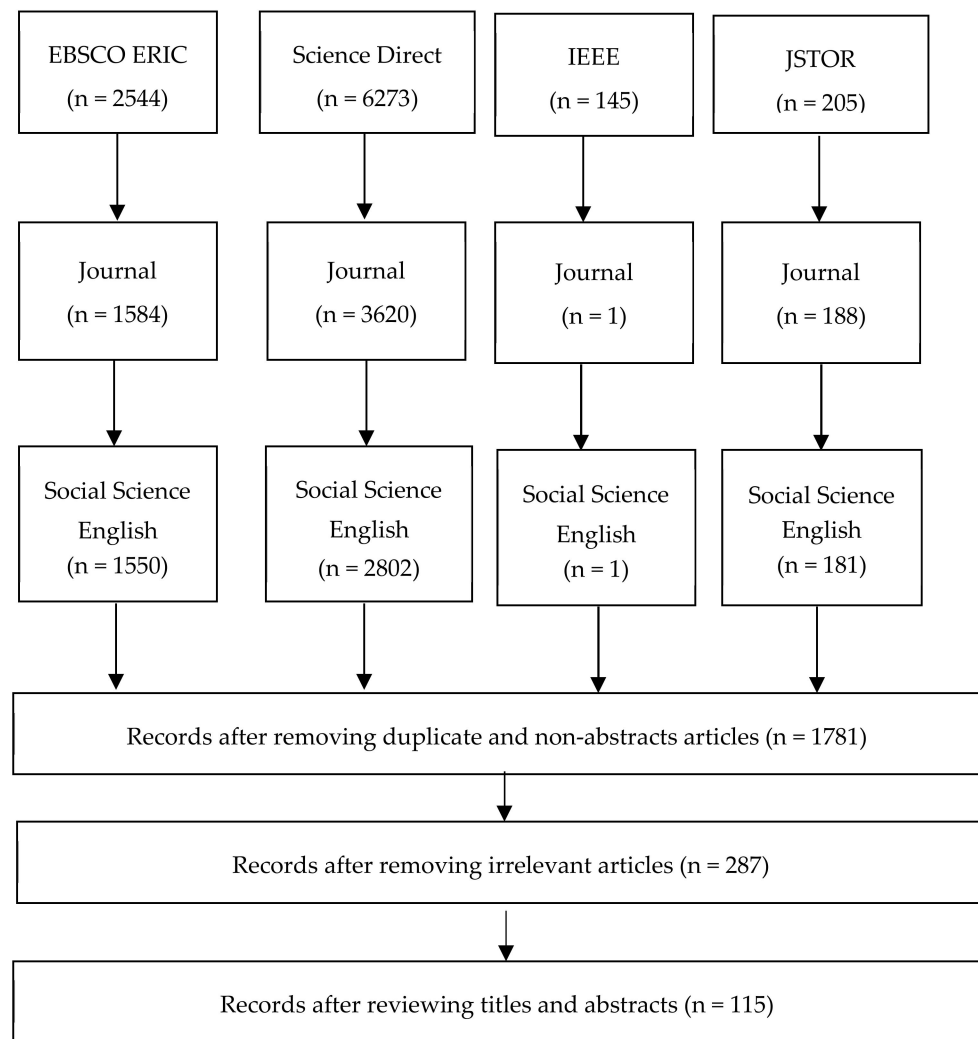 EBSCO ERIC
(n = 2544)
Science Direct
(n = 6273)
IEEE
(n = 145)
JSTOR
(n = 205)
Journal
(n = 1584)
Journal
(n = 3620)
Journal
(n = 1)
Journal
(n = 188)
Social Science
English
(n = 1550)
Social Science
English
(n = 2802)
Social Science
English
(n = 1)
Social Science
English
(n = 181)
Records after removing duplicate and non-abstracts articles (n = 1781)
Records after removing irrelevant articles (n = 287)
Records after reviewing titles and abstracts (n = 115)